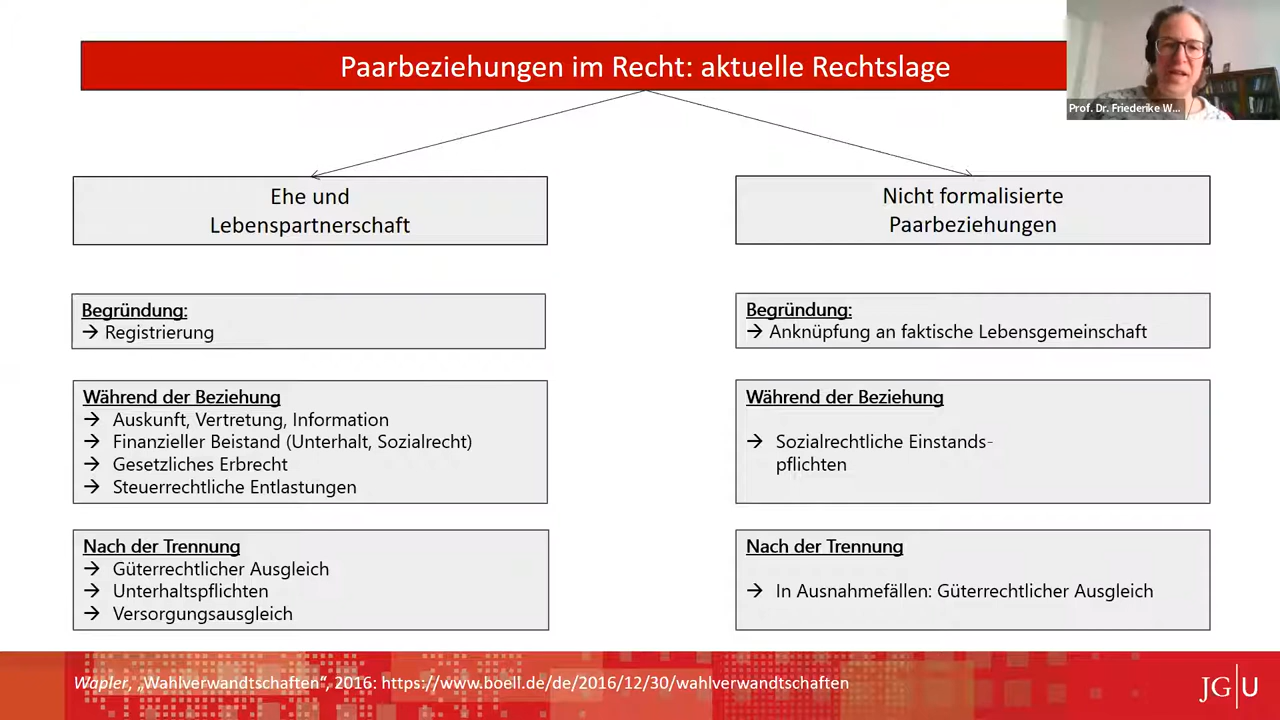 Paarbeziehungen im Recht: aktuelle Rechtslage
Prof. Dr. Friederike W...
Ehe und
Lebenspartnerschaft
Nicht formalisierte
Paarbeziehungen
Begründung:
→ Registrierung
Begründung:
→ Anknüpfung an faktische Lebensgemeinschaft
Während der Beziehung
→ Auskunft, Vertretung, Information
→ Finanzieller Beistand (Unterhalt, Sozialrecht)
→ Gesetzliches Erbrecht
→ Steuerrechtliche Entlastungen
Während der Beziehung
→ Sozialrechtliche Einstands-
pflichten
Nach der Trennung
→ Güterrechtlicher Ausgleich
→ Unterhaltspflichten
→ Versorgungsausgleich
Nach der Trennung
→ In Ausnahmefällen: Güterrechtlicher Ausgleich
Wapler, „Wahlverwandtschaften“, 2016: https://www.boell.de/de/2016/12/30/wahlverwandtschaften
JG|U